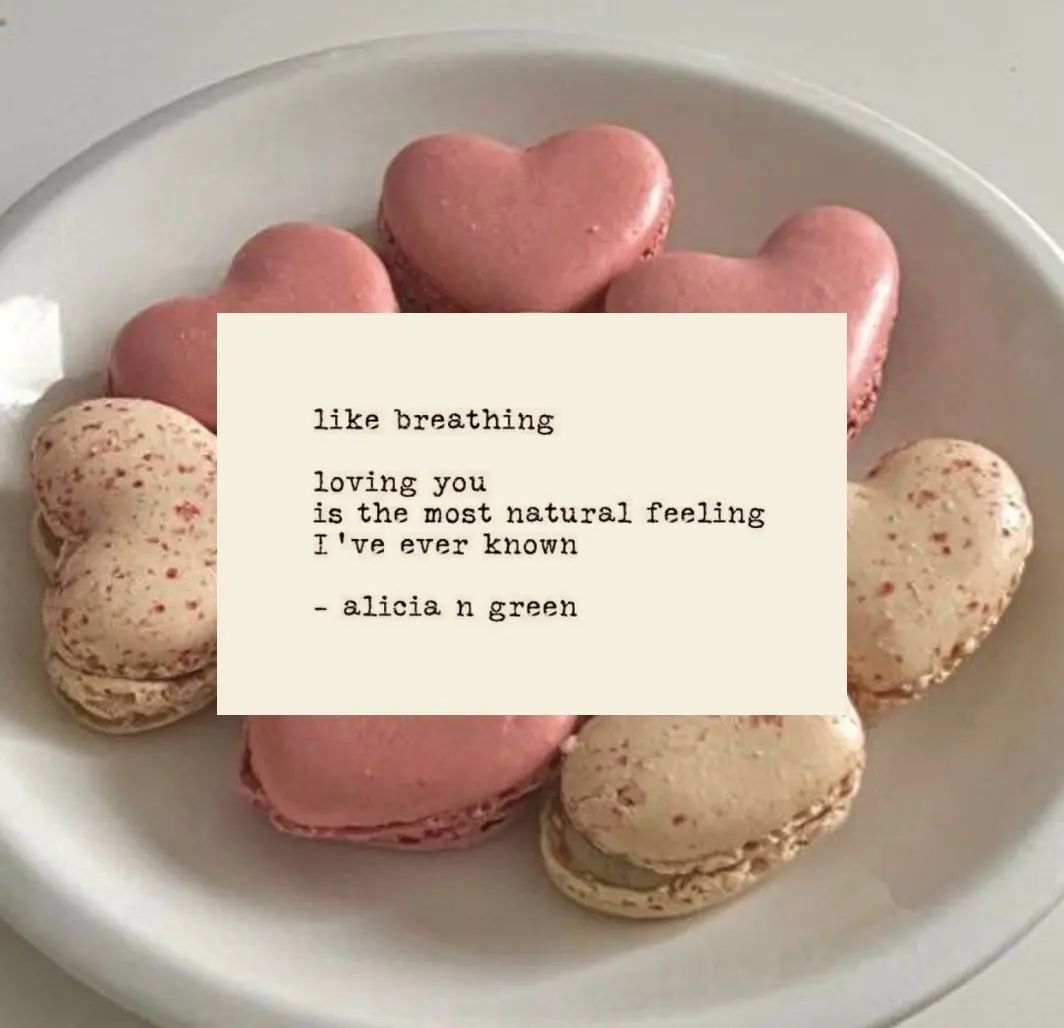 like breathing
loving you
is the most natural feeling
I've ever known
- alicia n green